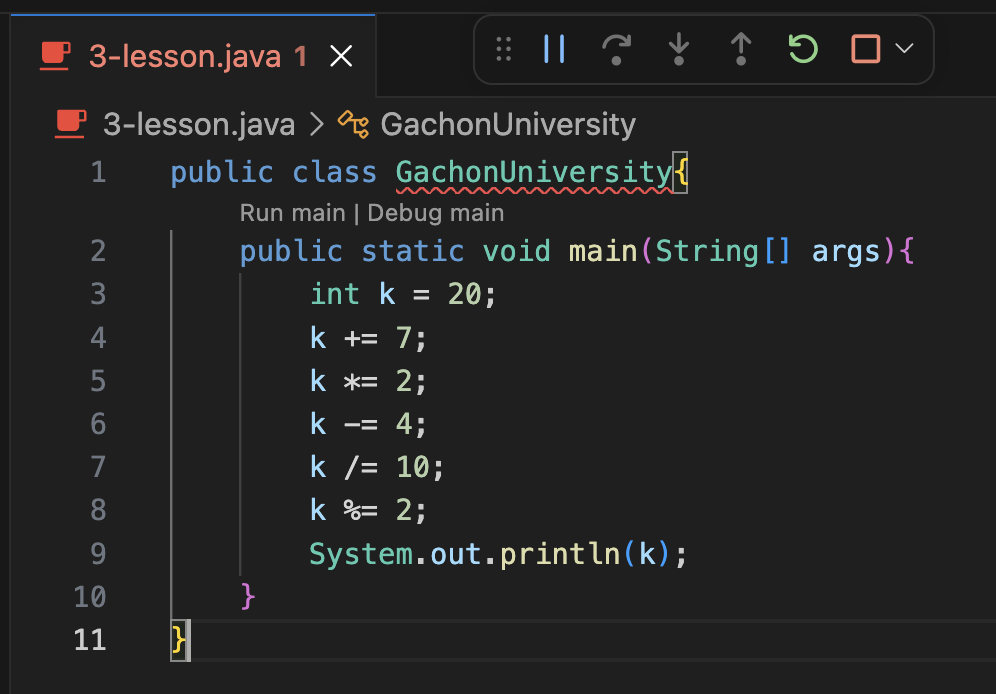 3-lesson.java 1
3-lesson.java > GachonUniversity
1 public class GachonUniversity{
Run main | Debug main
2 public static void main(String[] args){
3 int k = 20;
4 k += 7;
5 k *= 2;
6 k -= 4;
7 k /= 10;
8 k %= 2;
9 System.out.println(k);
10 }
11 }